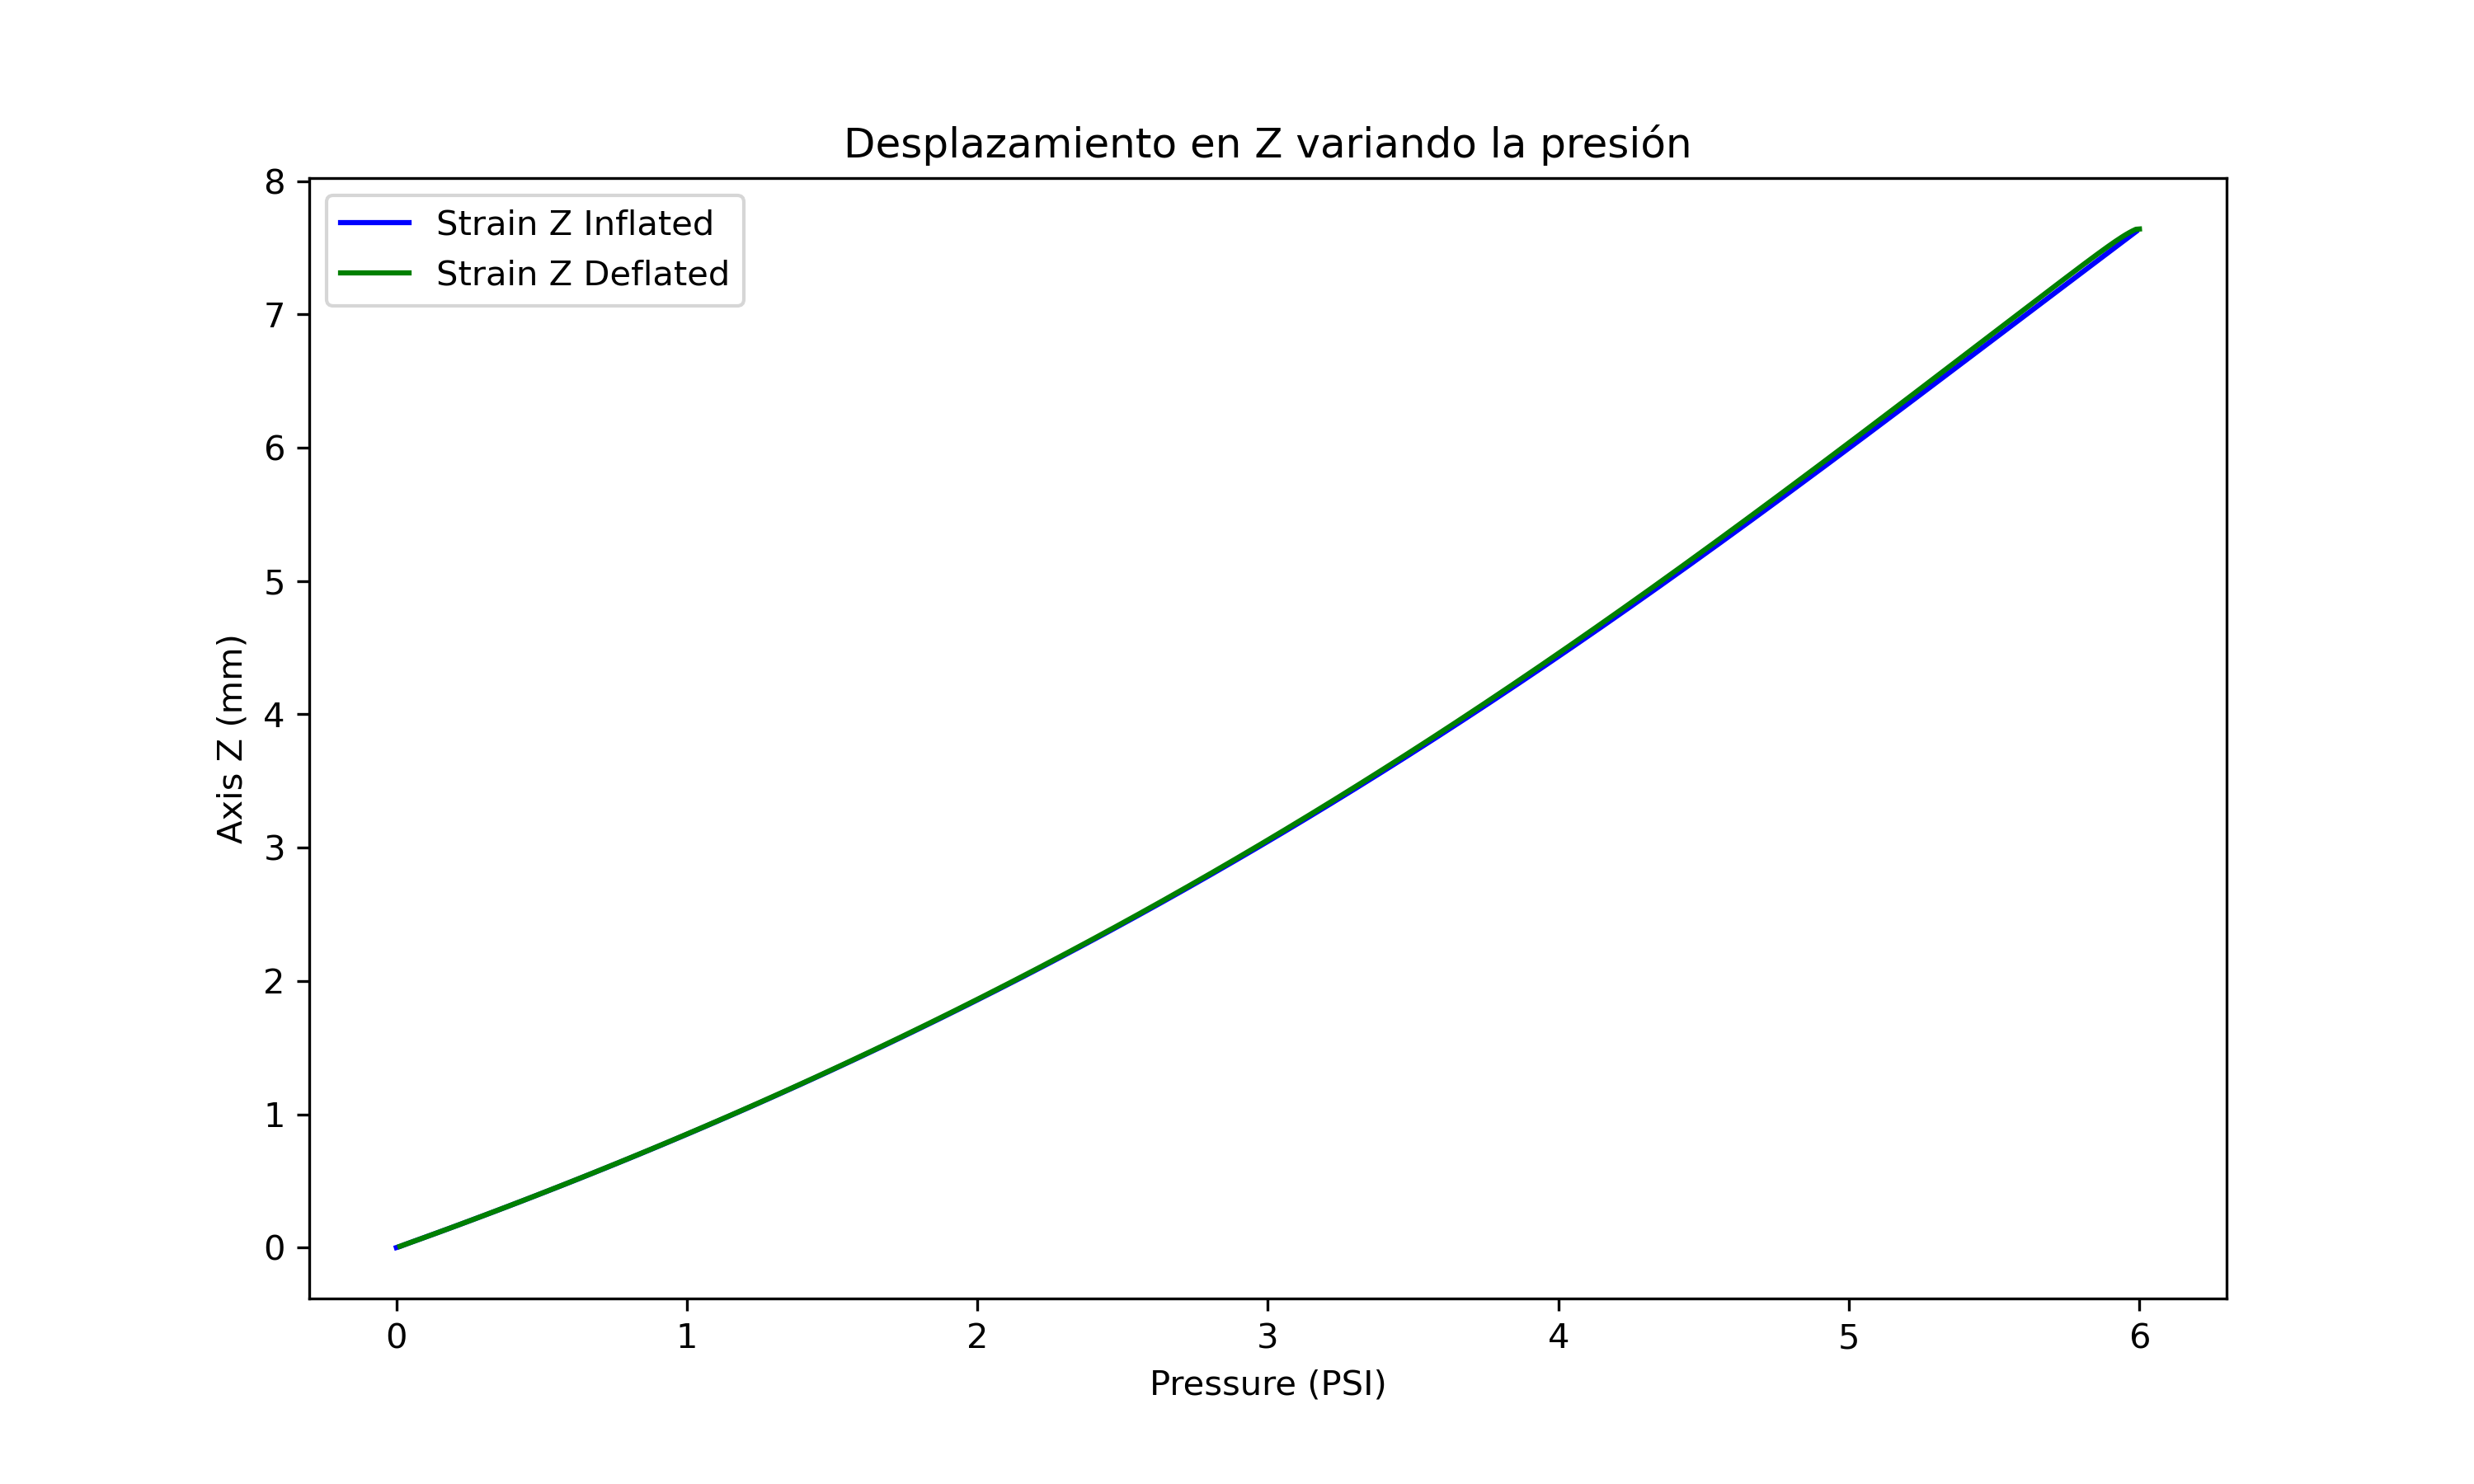 Desplazamiento en Z variando la presión
Strain Z Inflated
Strain Z Deflated
Axis Z (mm)
8
7
6
5
4
3
2
1
0
0 1 2 3 4 5 6
Pressure (PSI)